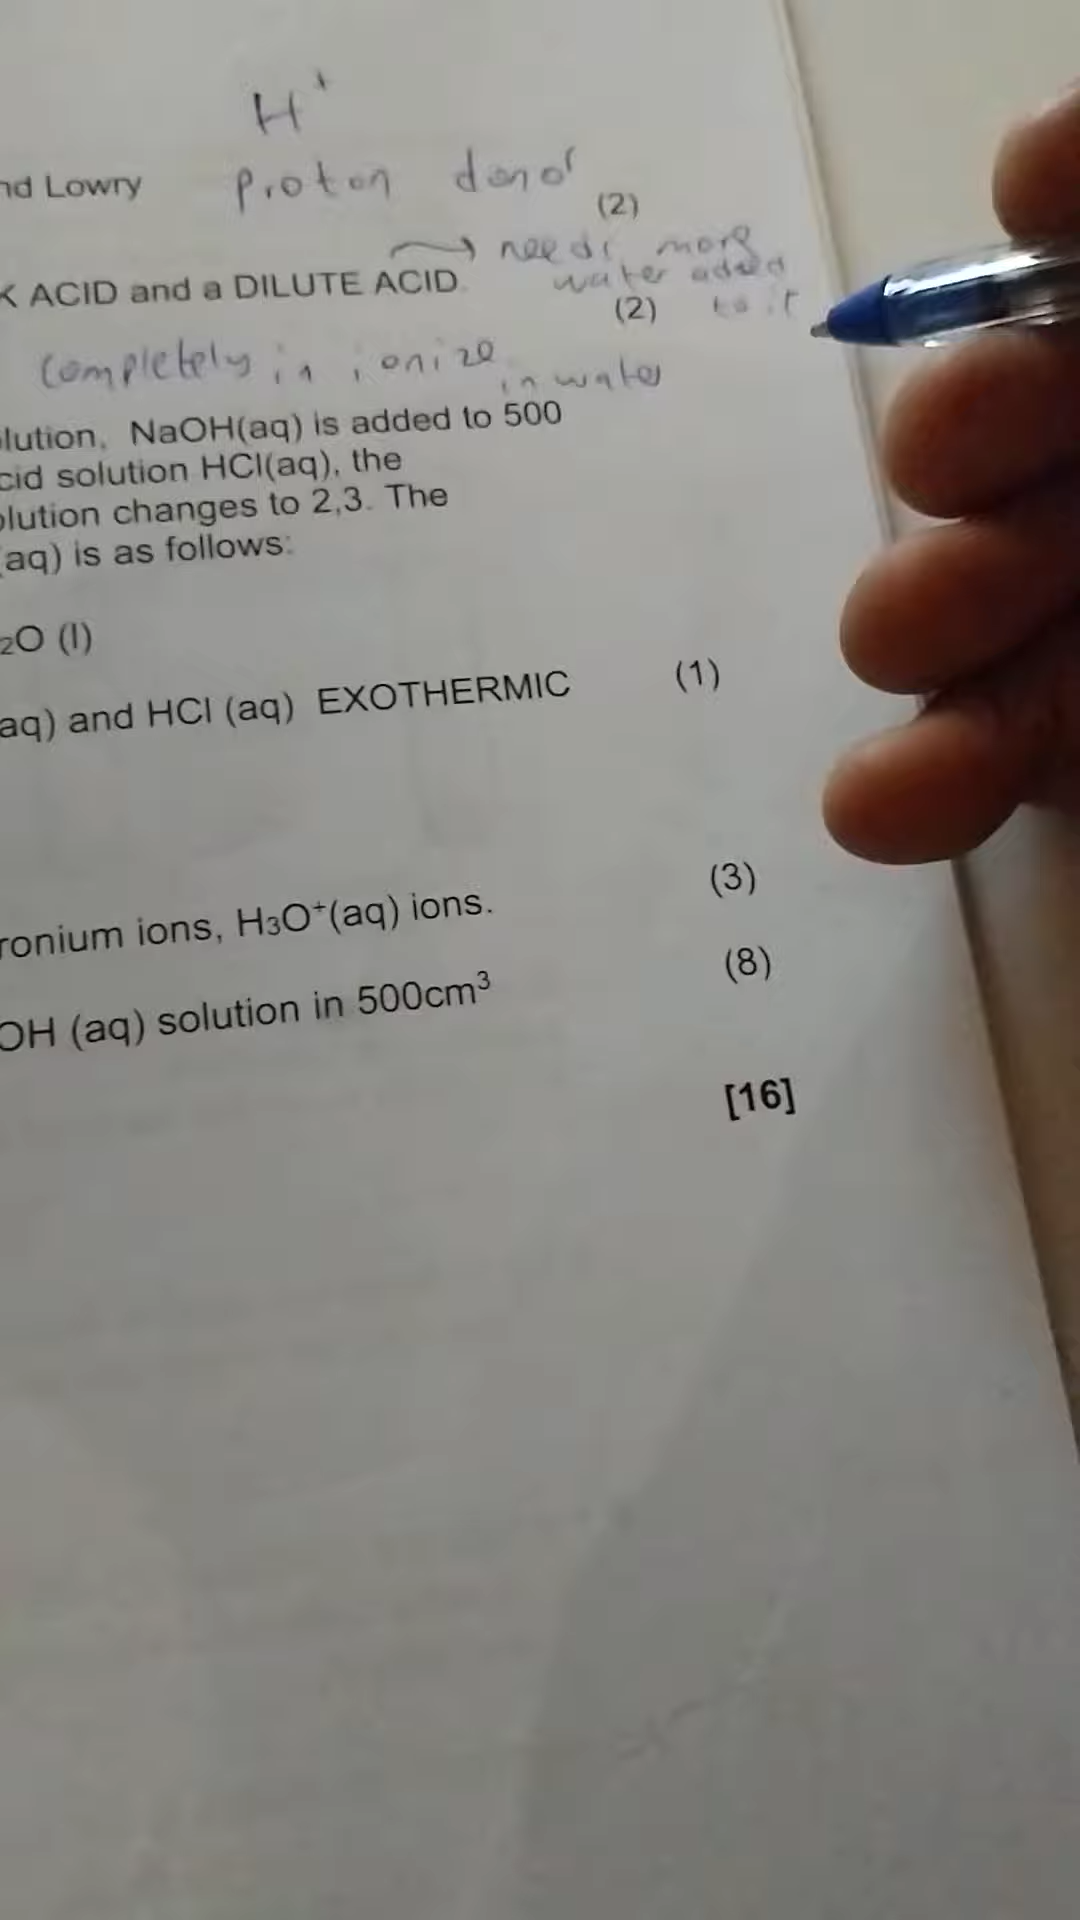 H+
nd Lowry proton donor
(2)
→ needs more
K ACID and a DILUTE ACID. water added
(2) to it
completely in ionize
in water
lution, NaOH(aq) is added to 500
cid solution HCl(aq), the
olution changes to 2,3. The
(aq) is as follows:
2O (l)
aq) and HCl (aq) EXOTHERMIC (1)
(3)
ronium ions, H3O+(aq) ions.
(8)
OH (aq) solution in 500cm3
[16]